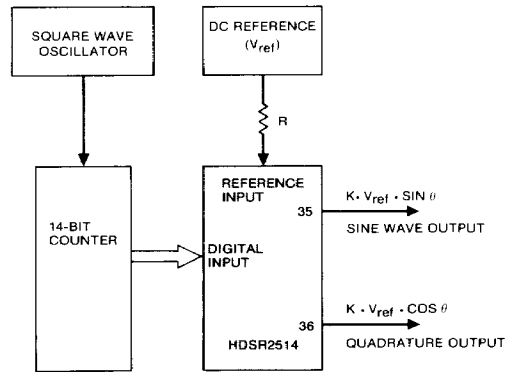 SQUARE WAVE
OSCILLATOR
DC REFERENCE
(Vref)
R
REFERENCE
INPUT
35
K · Vref · SIN θ
SINE WAVE OUTPUT
14-BIT
COUNTER
DIGITAL
INPUT
36
K · Vref · COS θ
QUADRATURE OUTPUT
HDSR2514